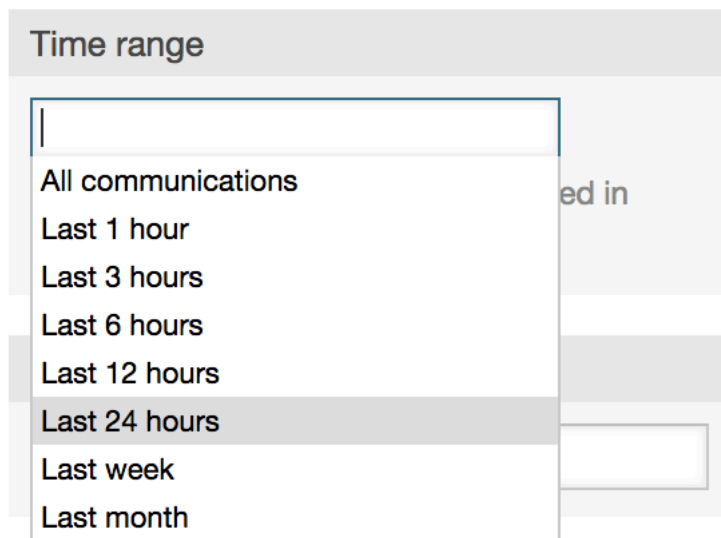 Time range
All communications
ed in
Last 1 hour
Last 3 hours
Last 6 hours
Last 12 hours
Last 24 hours
Last week
Last month